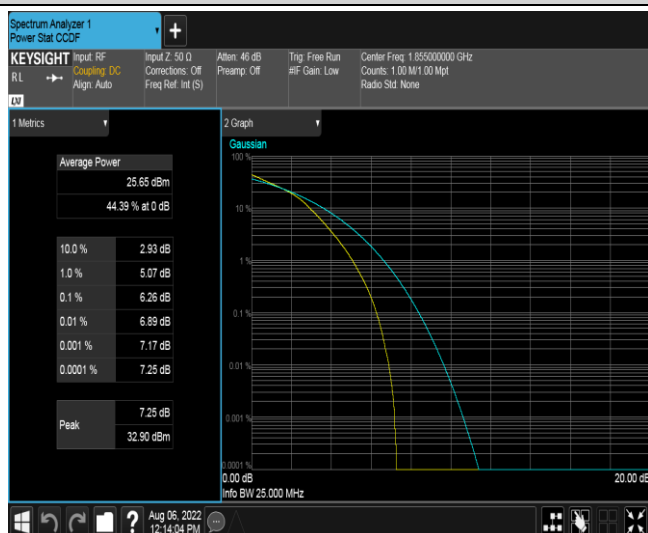 Spectrum Analyzer 1
Power Stat CCDF
+
KEYSIGHT Input: RF Input Z: 50 Ω Atten: 46 dB Trig: Free Run Center Freq: 1.855000000 GHz
RL Coupling: DC Corrections: Off Preamp: Off #IF Gain: Low Counts: 1.00 M/1.00 Mpt
Align: Auto Freq Ref: Int (S) Radio Std: None
LXI
1 Metrics 2 Graph
Gaussian
Average Power
25.65 dBm
44.39 % at 0 dB
10.0 % 2.93 dB
1.0 % 5.07 dB
0.1 % 6.26 dB
0.01 % 6.89 dB
0.001 % 7.17 dB
0.0001 % 7.25 dB
Peak 7.25 dB
32.90 dBm
100 %
10 %
1 %
0.1 %
0.01 %
0.001 %
0.0001 %
0.00 dB 20.00 dB
Info BW 25.000 MHz
? Aug 06, 2022
12:14:04 PM